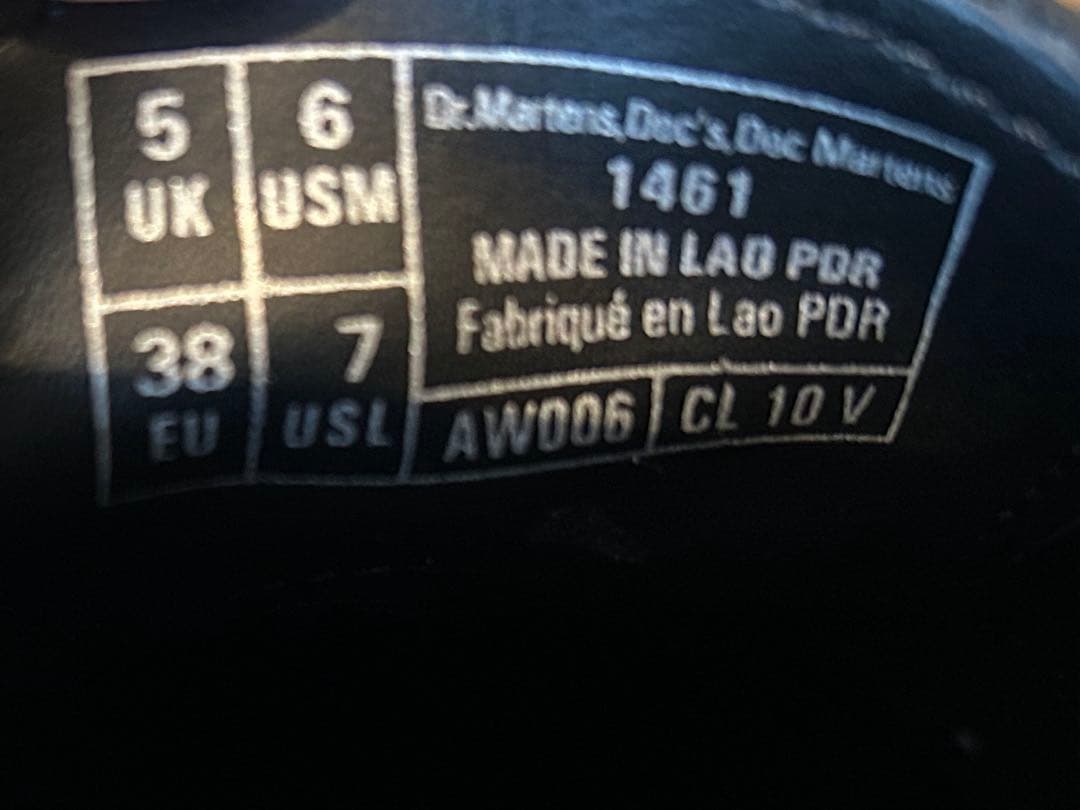 5
UK
6
USM
38
EU
7
USL
Dr.Martens,Doc's,Doc Martens
1461
MADE IN LAO PDR
Fabriqué en Lao PDR
AW006
CL 10 V